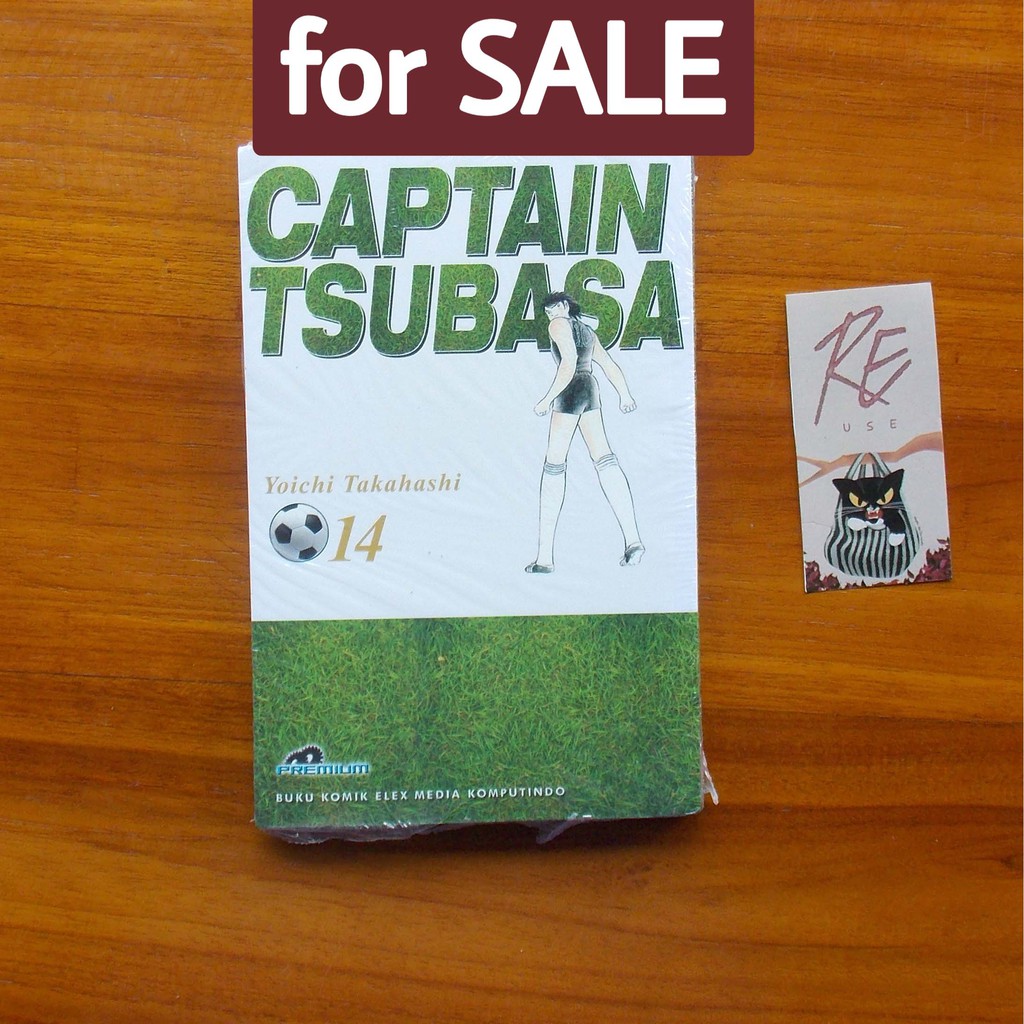 for SALE
CAPTAIN
TSUBASA
Yoichi Takahashi
14
PREMIUM
BUKU KOMIK ELEX MEDIA KOMPUTINDO
RE
USE